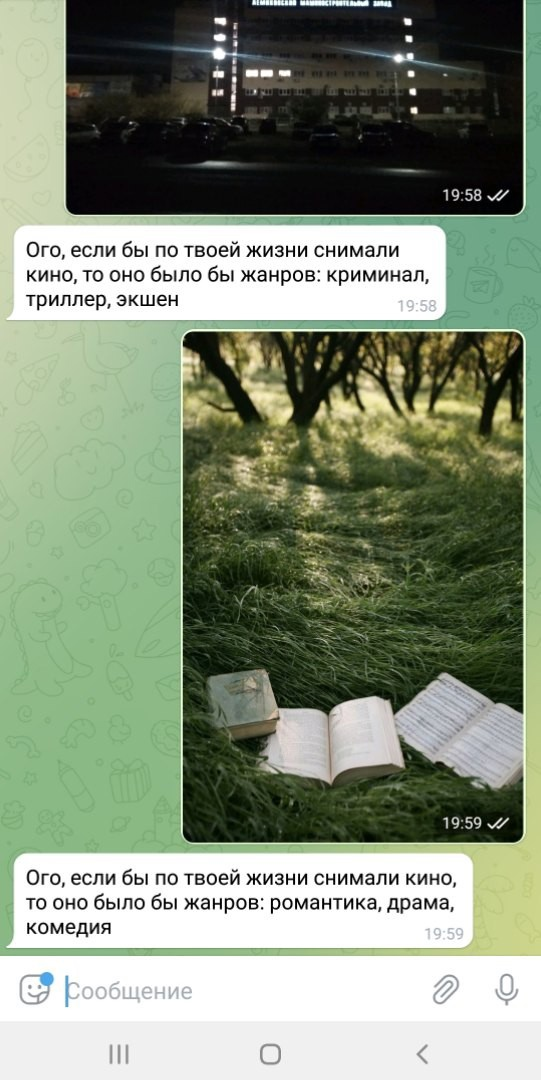 МАШИНОСТРОИТЕЛЬНЫЙ ЗАВОД
19:58
Ого, если бы по твоей жизни снимали
кино, то оно было бы жанров: криминал,
триллер, экшен
19:58
19:59
Ого, если бы по твоей жизни снимали кино,
то оно было бы жанров: романтика, драма,
комедия
19:59
Сообщение